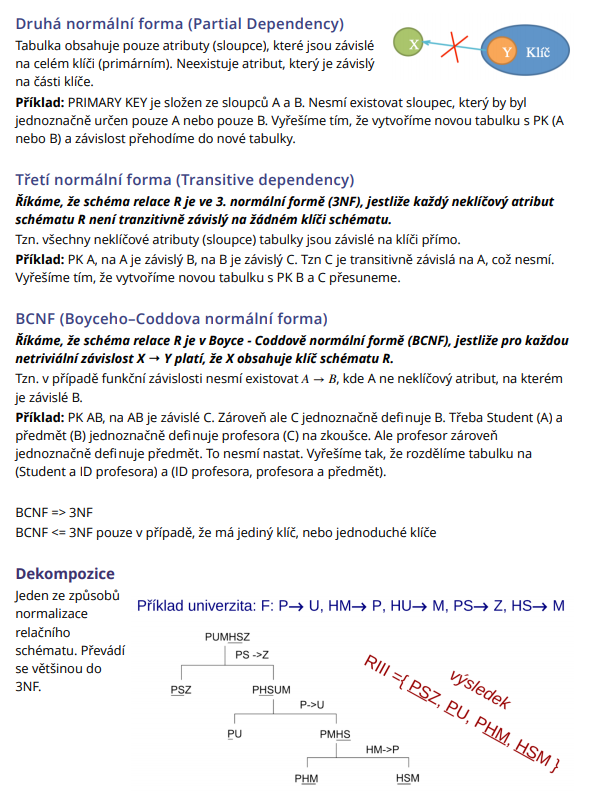 Druhá normální forma (Partial Dependency)
Tabulka obsahuje pouze atributy (sloupce), které jsou závislé
na celém klíči (primárním). Neexistuje atribut, který je závislý
na části klíče.
X
Y
Klíč
Příklad: PRIMARY KEY je složen ze sloupců A a B. Nesmí existovat sloupec, který by byl
jednoznačně určen pouze A nebo pouze B. Vyřešíme tím, že vytvoříme novou tabulku s PK (A
nebo B) a závislost přehodíme do nové tabulky.
Třetí normální forma (Transitive dependency)
Říkáme, že schéma relace R je ve 3. normální formě (3NF), jestliže každý neklíčový atribut
schématu R není tranzitivně závislý na žádném klíči schématu.
Tzn. všechny neklíčové atributy (sloupce) tabulky jsou závislé na klíči přímo.
Příklad: PK A, na A je závislý B, na B je závislý C. Tzn C je transitivně závislá na A, což nesmí.
Vyřešíme tím, že vytvoříme novou tabulku s PK B a C přesuneme.
BCNF (Boyceho–Coddova normální forma)
Říkáme, že schéma relace R je v Boyce - Coddově normální formě (BCNF), jestliže pro každou
netriviální závislost X → Y platí, že X obsahuje klíč schématu R.
Tzn. v případě funkční závislosti nesmí existovat A → B, kde A ne neklíčový atribut, na kterém
je závislé B.
Příklad: PK AB, na AB je závislé C. Zároveň ale C jednoznačně definuje B. Třeba Student (A) a
předmět (B) jednoznačně definuje profesora (C) na zkoušce. Ale profesor zároveň
jednoznačně definuje předmět. To nesmí nastat. Vyřešíme tak, že rozdělíme tabulku na
(Student a ID profesora) a (ID profesora, profesora a předmět).
BCNF => 3NF
BCNF <= 3NF pouze v případě, že má jediný klíč, nebo jednoduché klíče
Dekompozice
Jeden ze způsobů
normalizace
relačního
schématu. Převádí
se většinou do
3NF.
Příklad univerzita: F: P→ U, HM→ P, HU→ M, PS→ Z, HS→ M
PUMHSZ
PS ->Z
PSZ
PHSUM
P->U
PU
PMHS
HM->P
PHM
HSM
výsledek
RIII ={ PSZ, PU, PHM, HSM }